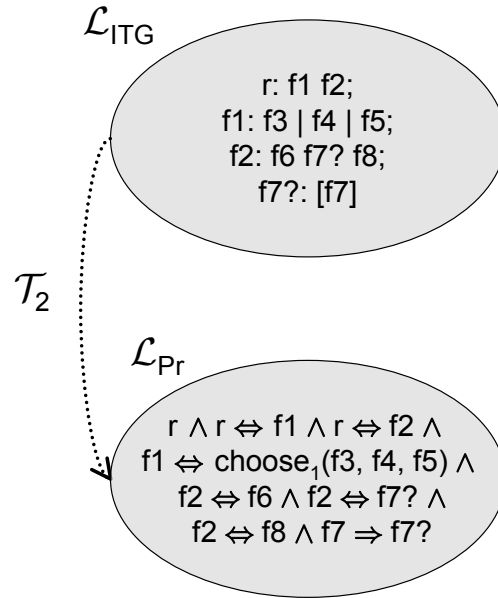 ℒITG
r: f1 f2;
f1: f3 | f4 | f5;
f2: f6 f7? f8;
f7?: [f7]
𝒯2
ℒPr
r ∧ r ⇔ f1 ∧ r ⇔ f2 ∧
f1 ⇔ choose1(f3, f4, f5) ∧
f2 ⇔ f6 ∧ f2 ⇔ f7? ∧
f2 ⇔ f8 ∧ f7 ⇒ f7?